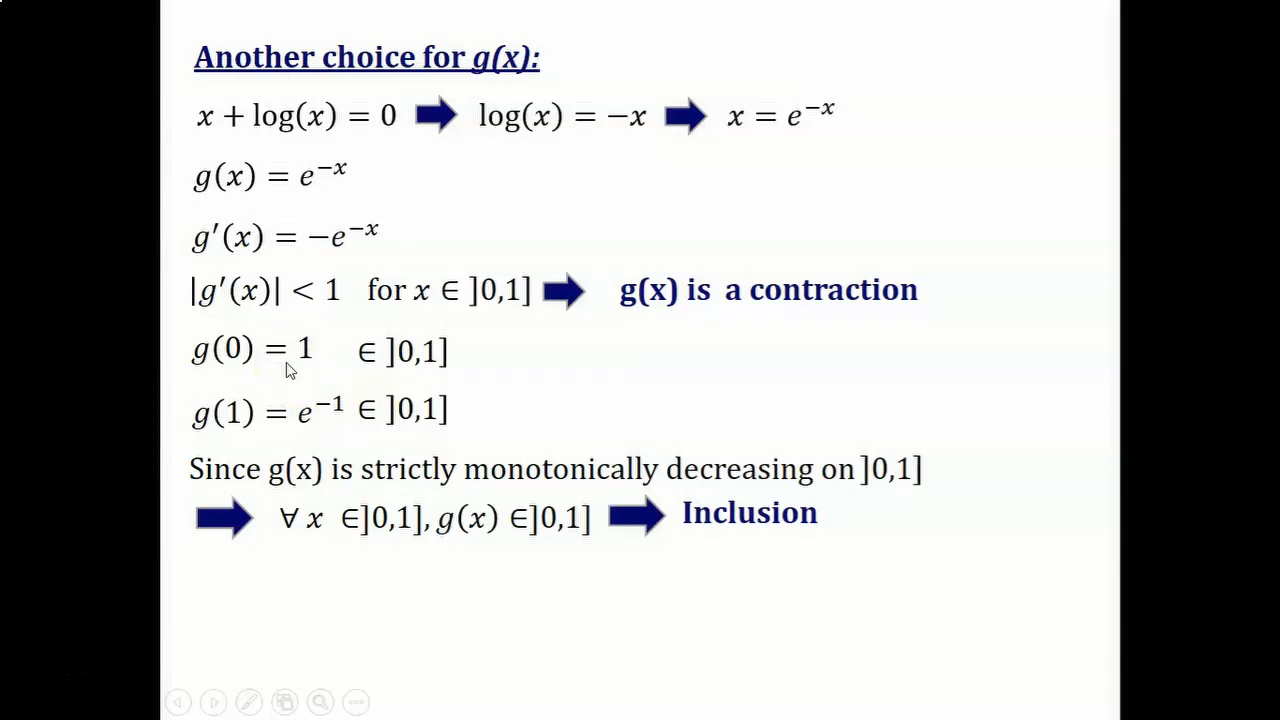 Another choice for g(x):
x + log(x) = 0 ➡ log(x) = −x ➡ x = e⁻ˣ
g(x) = e⁻ˣ
g′(x) = −e⁻ˣ
|g′(x)| < 1 for x ∈ ]0,1] ➡ g(x) is a contraction
g(0) = 1 ∈ ]0,1]
g(1) = e⁻¹ ∈ ]0,1]
Since g(x) is strictly monotonically decreasing on ]0,1]
➡ ∀ x ∈]0,1], g(x) ∈]0,1] ➡ Inclusion